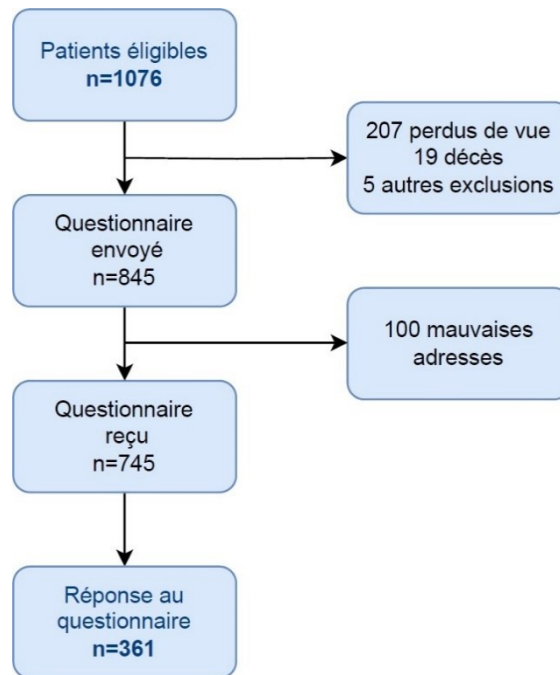 Patients éligibles
n=1076
207 perdus de vue
19 décès
5 autres exclusions
Questionnaire
envoyé
n=845
100 mauvaises
adresses
Questionnaire
reçu
n=745
Réponse au
questionnaire
n=361